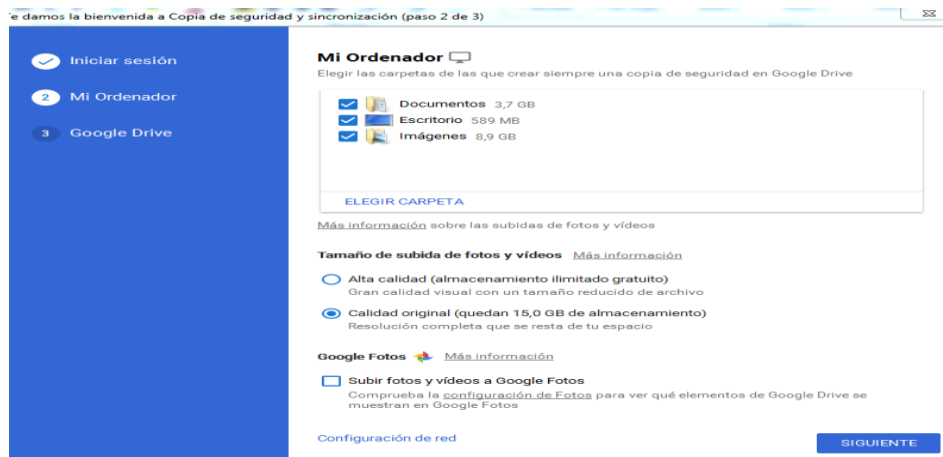 e damos la bienvenida a Copia de seguridad y sincronización (paso 2 de 3)
Iniciar sesión
2 Mi Ordenador
3 Google Drive
Mi Ordenador
Elegir las carpetas de las que crear siempre una copia de seguridad en Google Drive
Documentos 3,7 GB
Escritorio 589 MB
Imágenes 8,9 GB
ELEGIR CARPETA
Más información sobre las subidas de fotos y vídeos
Tamaño de subida de fotos y vídeos Más información
Alta calidad (almacenamiento ilimitado gratuito)
Gran calidad visual con un tamaño reducido de archivo
Calidad original (quedan 15,0 GB de almacenamiento)
Resolución completa que se resta de tu espacio
Google Fotos Más información
Subir fotos y vídeos a Google Fotos
Comprueba la configuración de Fotos para ver qué elementos de Google Drive se
muestran en Google Fotos
Configuración de red
SIGUIENTE